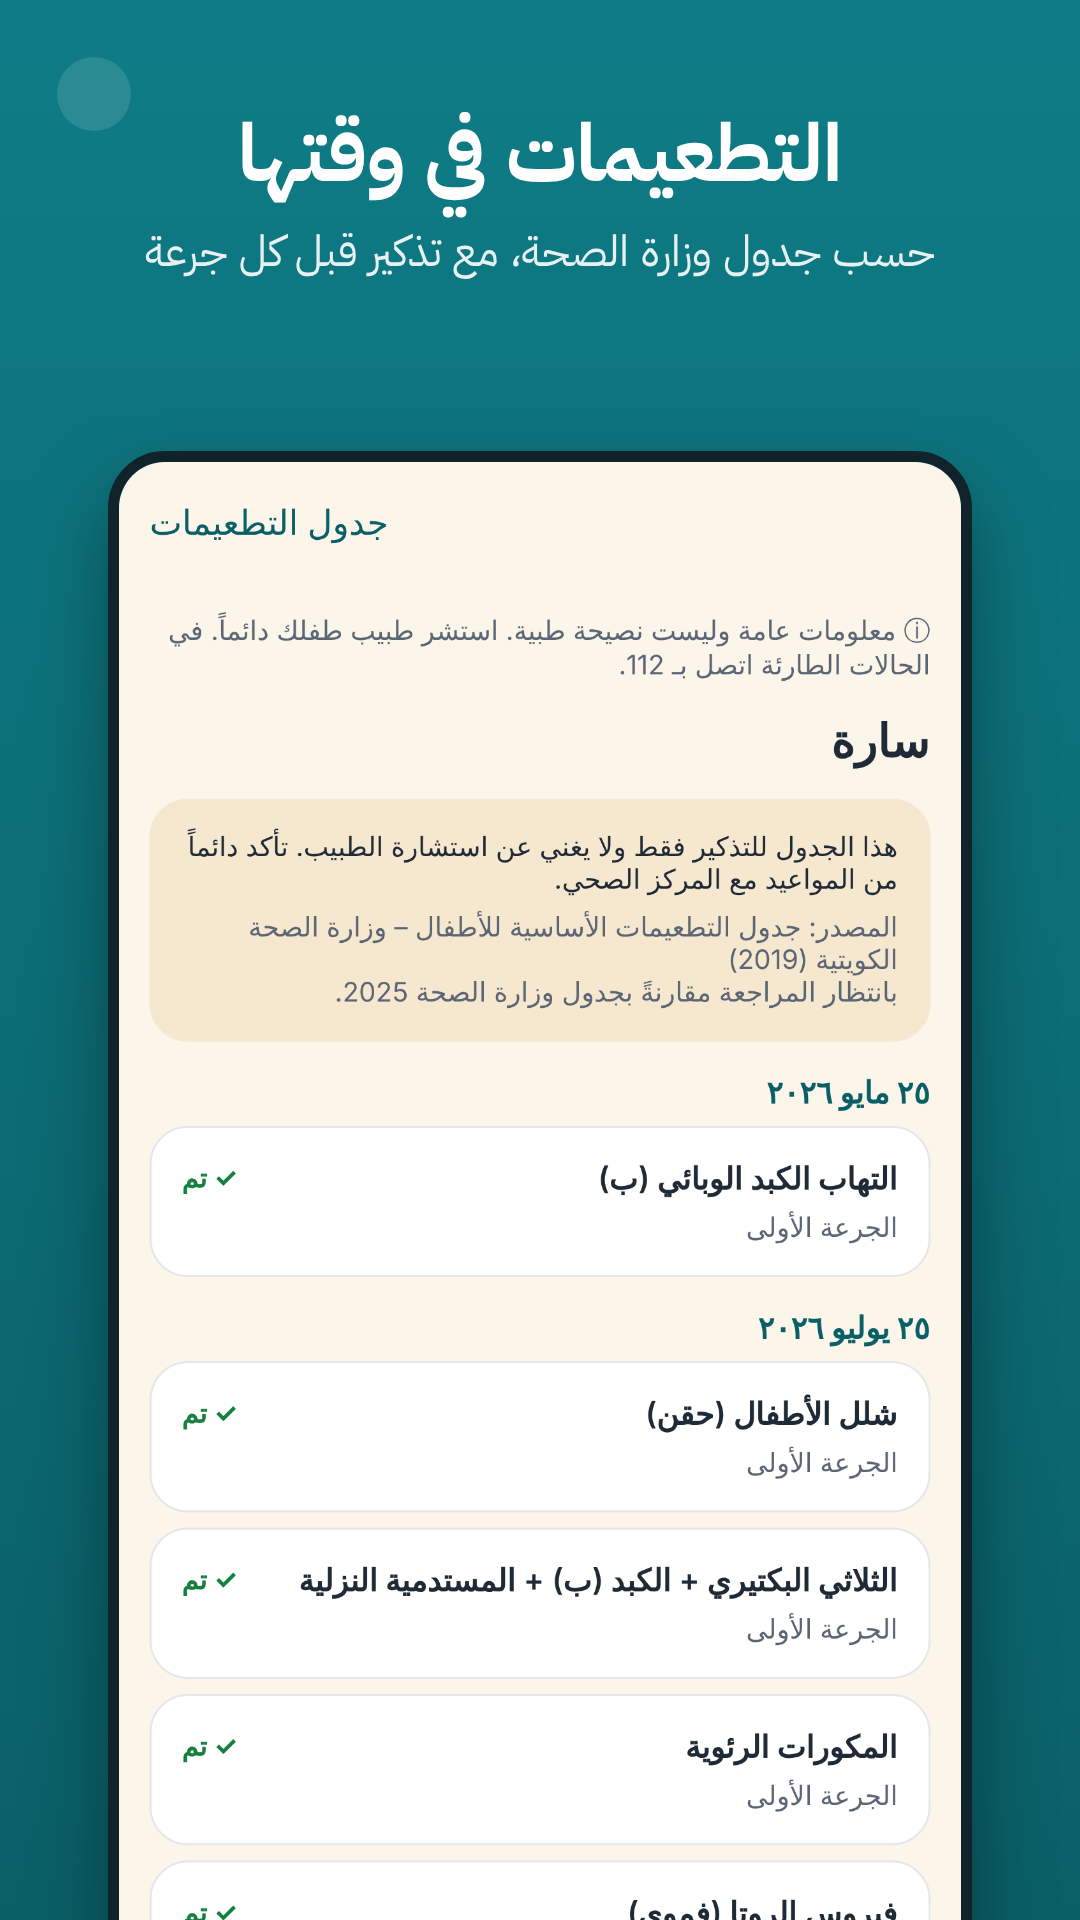 التطعيمات في وقتها
حسب جدول وزارة الصحة، مع تذكير قبل كل جرعة
جدول التطعيمات
ⓘ معلومات عامة وليست نصيحة طبية. استشر طبيب طفلك دائماً. في
الحالات الطارئة اتصل بـ 112.
سارة
هذا الجدول للتذكير فقط ولا يغني عن استشارة الطبيب. تأكد دائماً
من المواعيد مع المركز الصحي.
المصدر: جدول التطعيمات الأساسية للأطفال – وزارة الصحة
الكويتية (2019)
بانتظار المراجعة مقارنةً بجدول وزارة الصحة 2025.
٢٥ مايو ٢٠٢٦
التهاب الكبد الوبائي (ب)
✓ تم
الجرعة الأولى
٢٥ يوليو ٢٠٢٦
شلل الأطفال (حقن)
✓ تم
الجرعة الأولى
الثلاثي البكتيري + الكبد (ب) + المستدمية النزلية
✓ تم
الجرعة الأولى
المكورات الرئوية
✓ تم
الجرعة الأولى
فيروس الروتا (فموي)
✓ تم